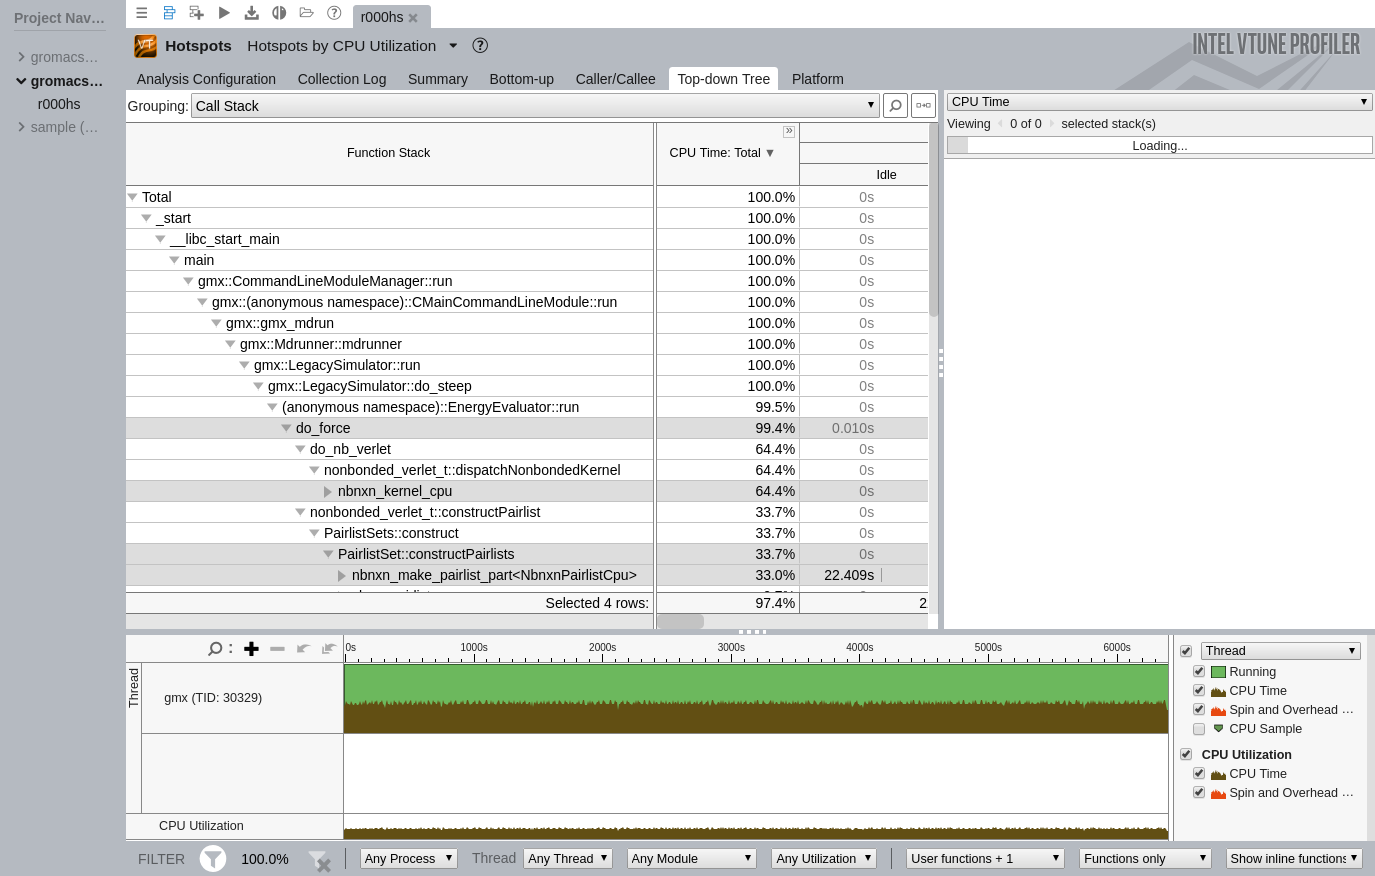 Project Nav…
r000hs
gromacs…
gromacs…
r000hs
sample (…
VT Hotspots Hotspots by CPU Utilization
INTEL VTUNE PROFILER
Analysis Configuration Collection Log Summary Bottom-up Caller/Callee Top-down Tree Platform
Grouping: Call Stack
Function Stack CPU Time: Total Idle
Total 100.0% 0s
_start 100.0% 0s
__libc_start_main 100.0% 0s
main 100.0% 0s
gmx::CommandLineModuleManager::run 100.0% 0s
gmx::(anonymous namespace)::CMainCommandLineModule::run 100.0% 0s
gmx::gmx_mdrun 100.0% 0s
gmx::Mdrunner::mdrunner 100.0% 0s
gmx::LegacySimulator::run 100.0% 0s
gmx::LegacySimulator::do_steep 100.0% 0s
(anonymous namespace)::EnergyEvaluator::run 99.5% 0s
do_force 99.4% 0.010s
do_nb_verlet 64.4% 0s
nonbonded_verlet_t::dispatchNonbondedKernel 64.4% 0s
nbnxn_kernel_cpu 64.4% 0s
nonbonded_verlet_t::constructPairlist 33.7% 0s
PairlistSets::construct 33.7% 0s
PairlistSet::constructPairlists 33.7% 0s
nbnxn_make_pairlist_part<NbnxnPairlistCpu> 33.0% 22.409s
Selected 4 rows: 97.4% 2
CPU Time
Viewing 0 of 0 selected stack(s)
Loading...
0s 1000s 2000s 3000s 4000s 5000s 6000s
Thread
gmx (TID: 30329)
CPU Utilization
Thread
Running
CPU Time
Spin and Overhead …
CPU Sample
CPU Utilization
CPU Time
Spin and Overhead …
FILTER 100.0% Any Process Thread Any Thread Any Module Any Utilization User functions + 1 Functions only Show inline functions